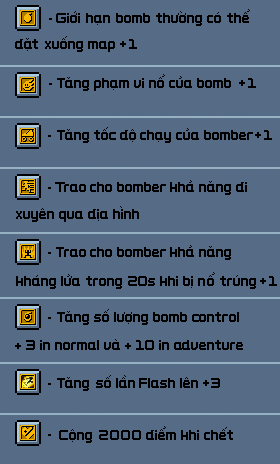 - Giới hạn bomb thường có thể
đặt xuống map +1
- Tăng phạm vi nổ của bomb +1
- Tăng tốc độ chạy của bomber+1
- Trao cho bomber khả năng đi
xuyên qua địa hình
- Trao cho bomber khả năng
kháng lửa trong 20s khi bị nổ trúng +1
- Tăng số lượng bomb control
+ 3 in normal và + 10 in adventure
- Tăng số lần Flash lên +3
- Cộng 2000 điểm khi chết